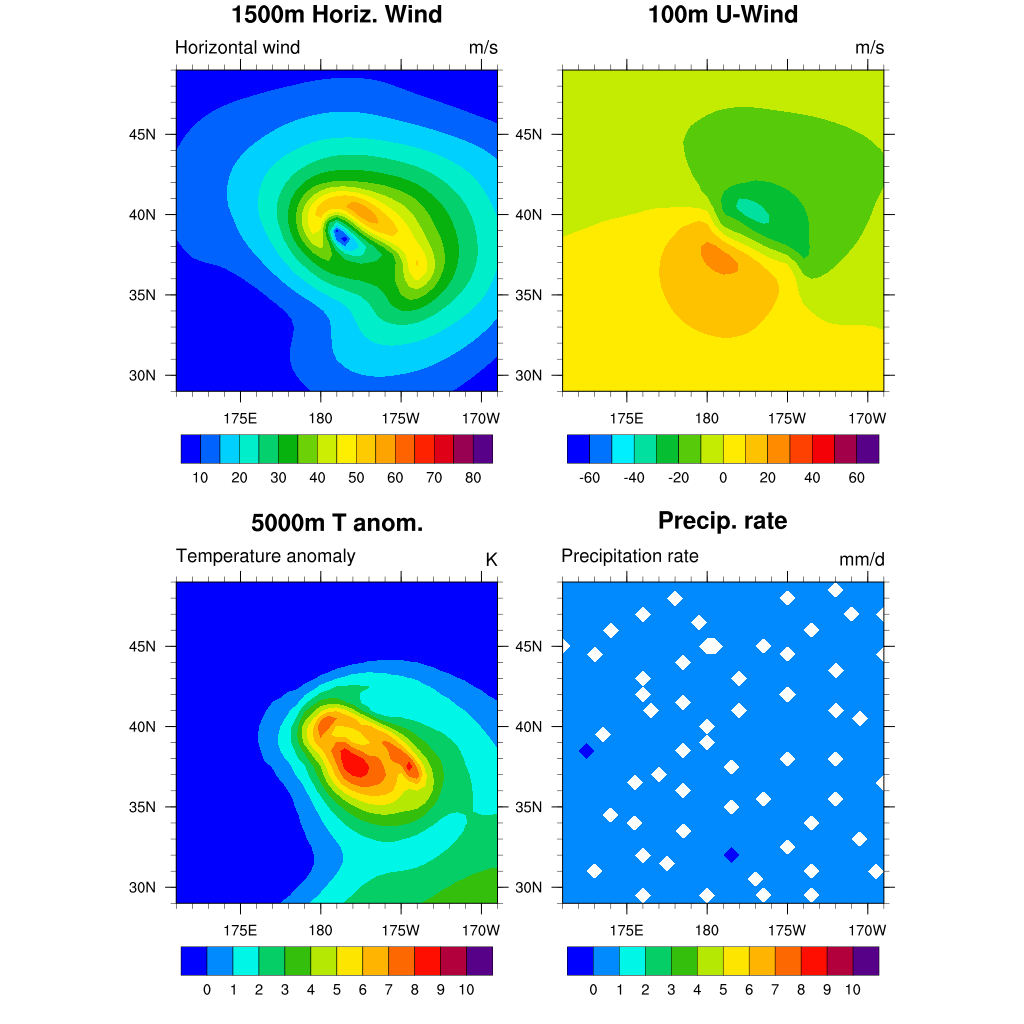 1500m Horiz. Wind
Horizontal wind m/s
45N
40N
35N
30N
175E 180 175W 170W
10 20 30 40 50 60 70 80
100m U-Wind
m/s
45N
40N
35N
30N
175E 180 175W 170W
-60 -40 -20 0 20 40 60
5000m T anom.
Temperature anomaly K
45N
40N
35N
30N
175E 180 175W 170W
0 1 2 3 4 5 6 7 8 9 10
Precip. rate
Precipitation rate mm/d
45N
40N
35N
30N
175E 180 175W 170W
0 1 2 3 4 5 6 7 8 9 10